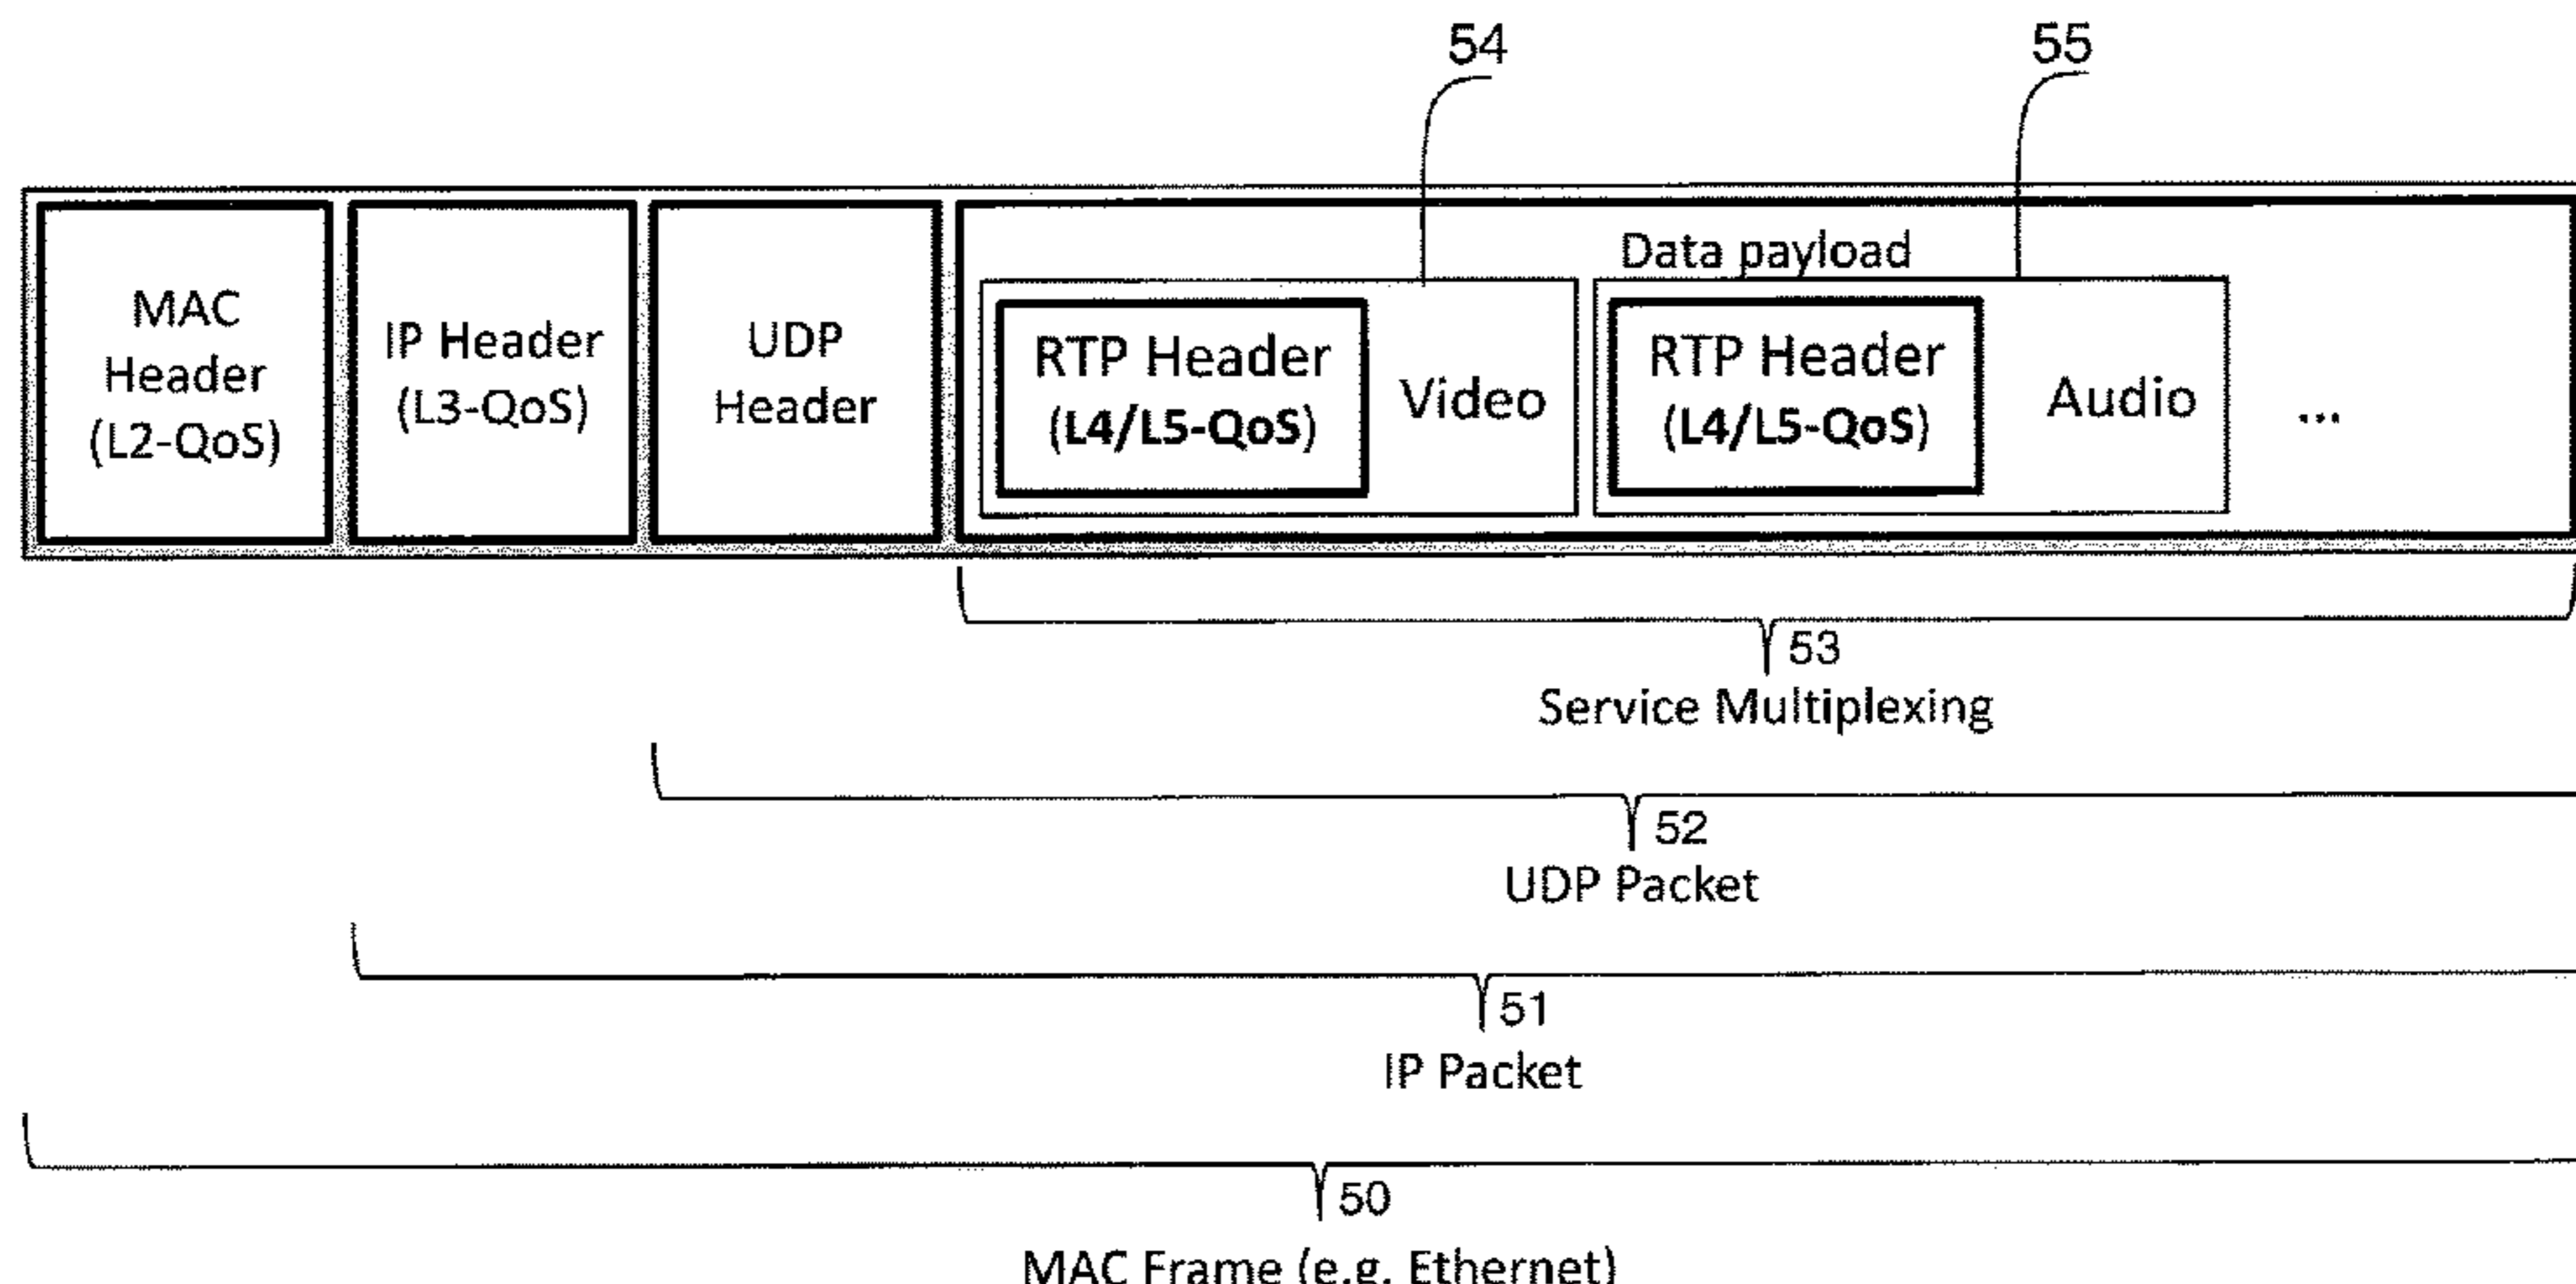 54
55
MAC
Header
(L2-QoS)
IP Header
(L3-QoS)
UDP
Header
Data payload
RTP Header
(L4/L5-QoS)
Video
RTP Header
(L4/L5-QoS)
Audio
...
53
Service Multiplexing
52
UDP Packet
51
IP Packet
50
MAC Frame (e.g. Ethernet)